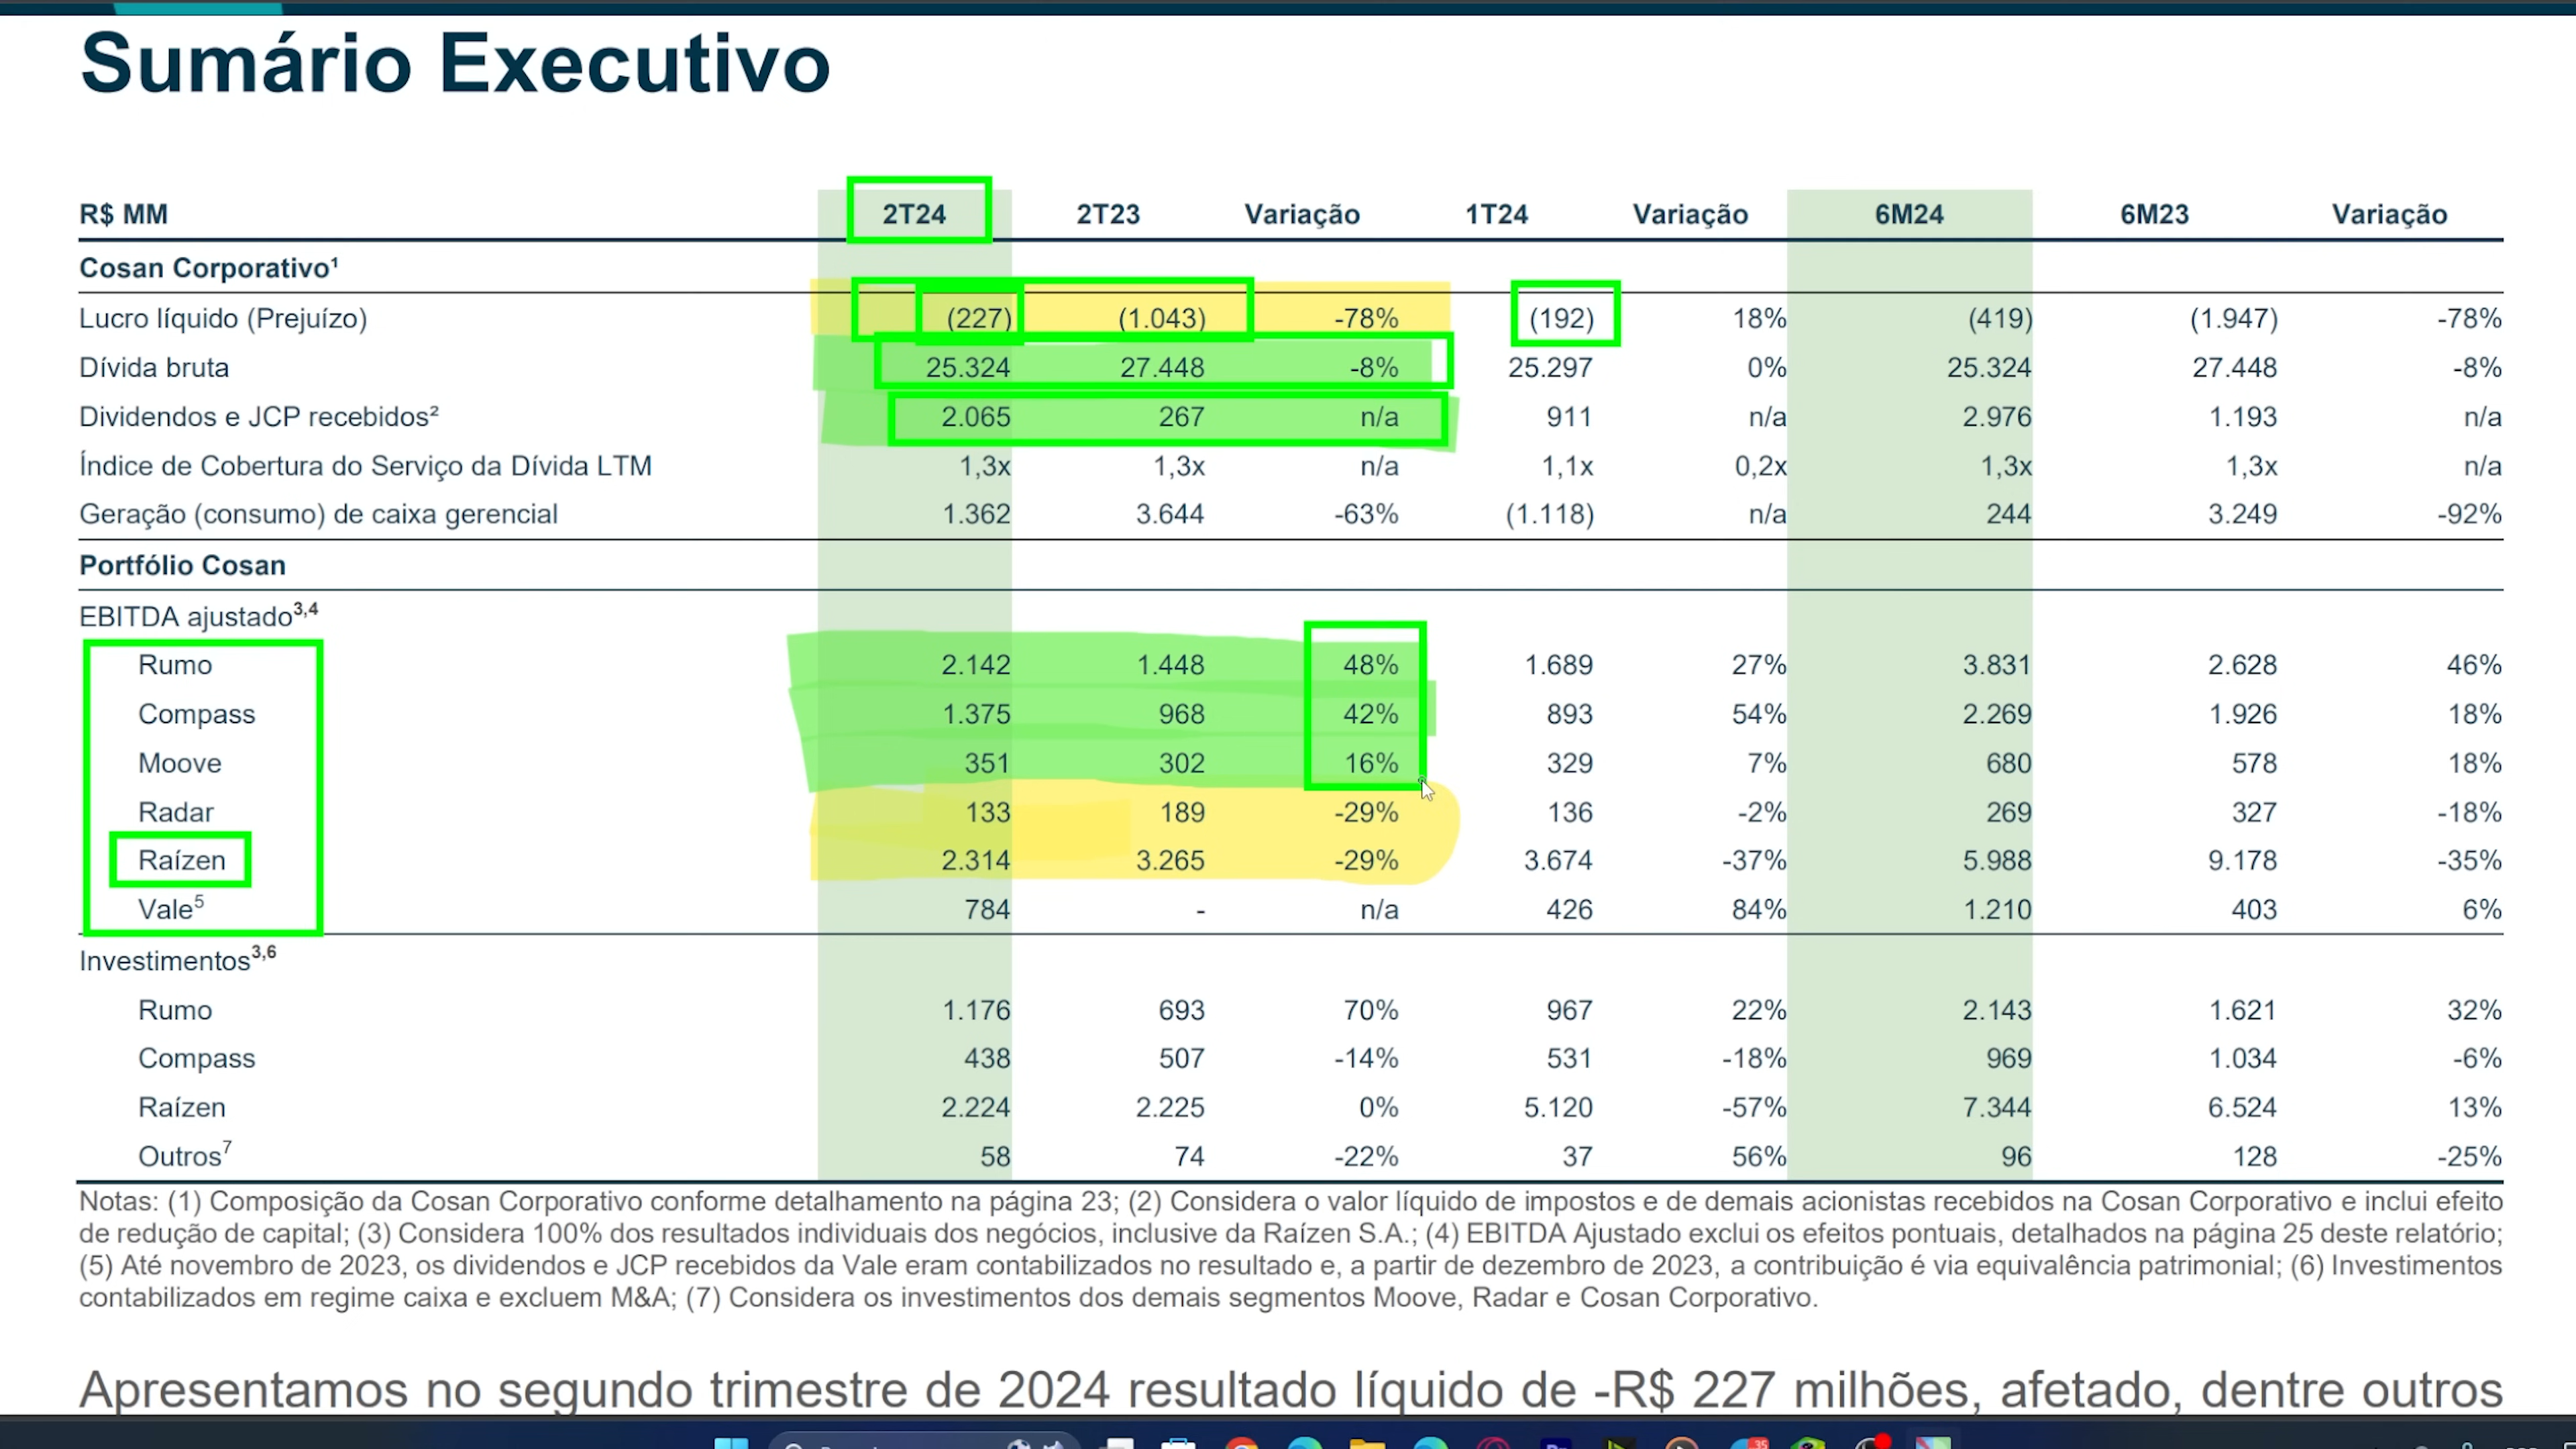 Sumário Executivo
R$ MM 2T24 2T23 Variação 1T24 Variação 6M24 6M23 Variação
Cosan Corporativo¹
Lucro líquido (Prejuízo) (227) (1.043) -78% (192) 18% (419) (1.947) -78%
Dívida bruta 25.324 27.448 -8% 25.297 0% 25.324 27.448 -8%
Dividendos e JCP recebidos² 2.065 267 n/a 911 n/a 2.976 1.193 n/a
Índice de Cobertura do Serviço da Dívida LTM 1,3x 1,3x n/a 1,1x 0,2x 1,3x 1,3x n/a
Geração (consumo) de caixa gerencial 1.362 3.644 -63% (1.118) n/a 244 3.249 -92%
Portfólio Cosan
EBITDA ajustado³,⁴
Rumo 2.142 1.448 48% 1.689 27% 3.831 2.628 46%
Compass 1.375 968 42% 893 54% 2.269 1.926 18%
Moove 351 302 16% 329 7% 680 578 18%
Radar 133 189 -29% 136 -2% 269 327 -18%
Raízen 2.314 3.265 -29% 3.674 -37% 5.988 9.178 -35%
Vale⁵ 784 - n/a 426 84% 1.210 403 6%
Investimentos³,⁶
Rumo 1.176 693 70% 967 22% 2.143 1.621 32%
Compass 438 507 -14% 531 -18% 969 1.034 -6%
Raízen 2.224 2.225 0% 5.120 -57% 7.344 6.524 13%
Outros⁷ 58 74 -22% 37 56% 96 128 -25%
Notas: (1) Composição da Cosan Corporativo conforme detalhamento na página 23; (2) Considera o valor líquido de impostos e de demais acionistas recebidos na Cosan Corporativo e inclui efeito
de redução de capital; (3) Considera 100% dos resultados individuais dos negócios, inclusive da Raízen S.A.; (4) EBITDA Ajustado exclui os efeitos pontuais, detalhados na página 25 deste relatório;
(5) Até novembro de 2023, os dividendos e JCP recebidos da Vale eram contabilizados no resultado e, a partir de dezembro de 2023, a contribuição é via equivalência patrimonial; (6) Investimentos
contabilizados em regime caixa e excluem M&A; (7) Considera os investimentos dos demais segmentos Moove, Radar e Cosan Corporativo.
Apresentamos no segundo trimestre de 2024 resultado líquido de -R$ 227 milhões, afetado, dentre outros
35